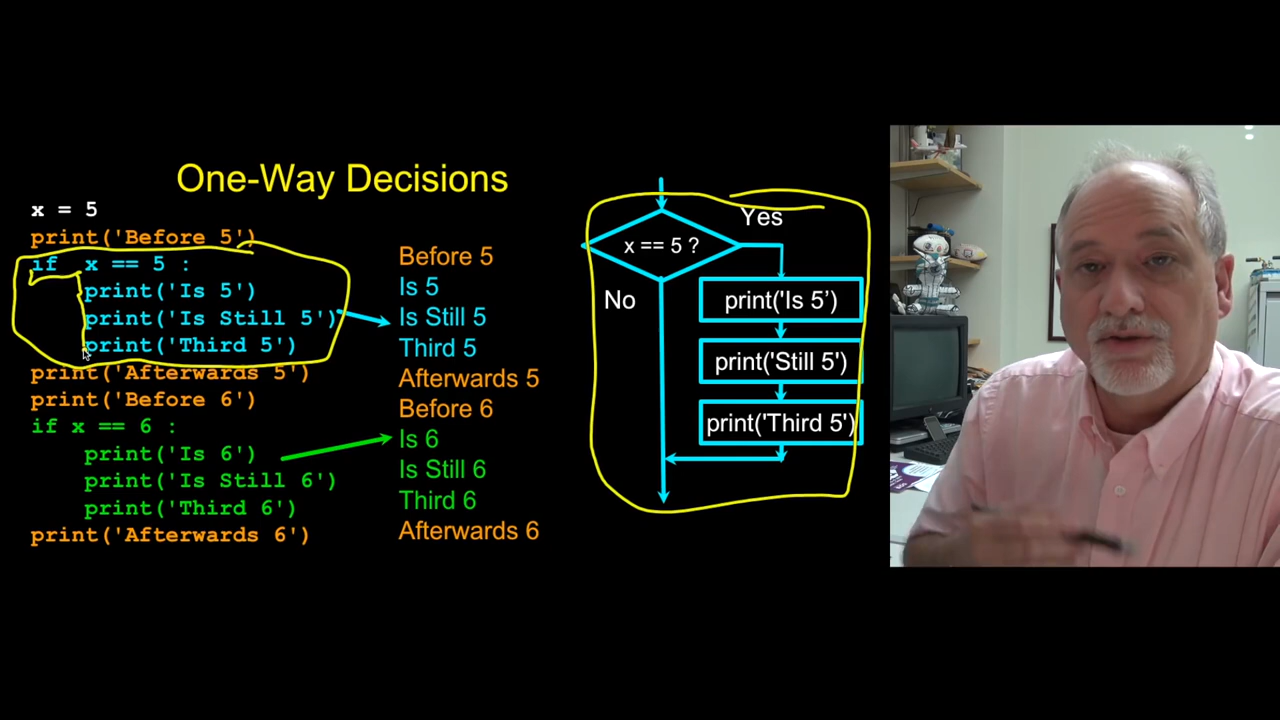 One-Way Decisions
x = 5
print('Before 5')
if x == 5 :
print('Is 5')
print('Is Still 5')
print('Third 5')
print('Afterwards 5')
print('Before 6')
if x == 6 :
print('Is 6')
print('Is Still 6')
print('Third 6')
print('Afterwards 6')
Before 5
Is 5
Is Still 5
Third 5
Afterwards 5
Before 6
Is 6
Is Still 6
Third 6
Afterwards 6
Yes
x == 5 ?
No
print('Is 5’)
print('Still 5')
print('Third 5')